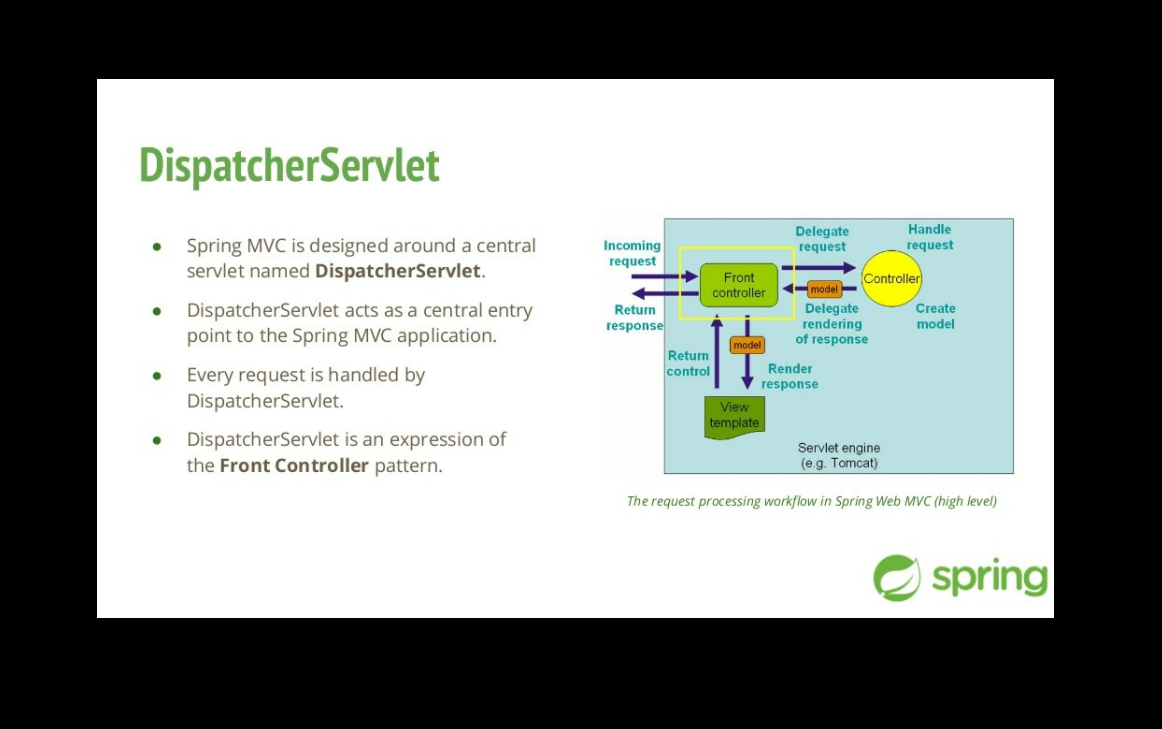 DispatcherServlet
● Spring MVC is designed around a central
servlet named DispatcherServlet.
● DispatcherServlet acts as a central entry
point to the Spring MVC application.
● Every request is handled by
DispatcherServlet.
● DispatcherServlet is an expression of
the Front Controller pattern.
Incoming
request
Return
response
Front
controller
Delegate
request
Handle
request
Controller
model
Delegate
rendering
of response
Create
model
Return
control
model
Render
response
View
template
Servlet engine
(e.g. Tomcat)
The request processing workflow in Spring Web MVC (high level)
spring